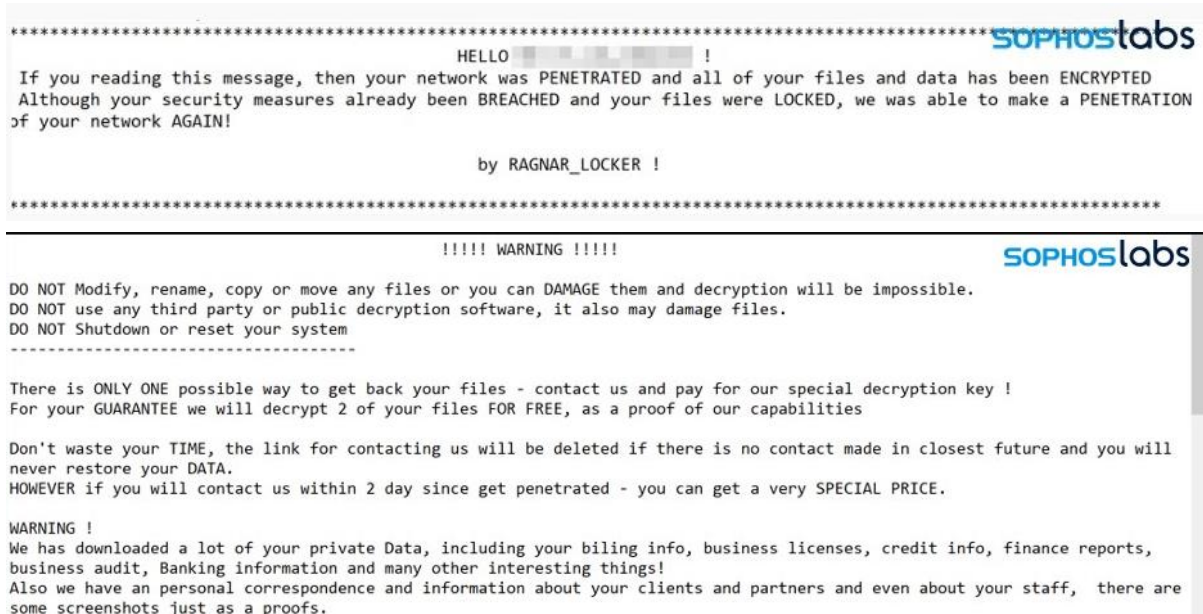 ********************************************************************************************************************
SOPHOSlabs
HELLO !
If you reading this message, then your network was PENETRATED and all of your files and data has been ENCRYPTED
Although your security measures already been BREACHED and your files were LOCKED, we was able to make a PENETRATION
of your network AGAIN!
by RAGNAR_LOCKER !
********************************************************************************************************************
!!!!! WARNING !!!!!
SOPHOSlabs
DO NOT Modify, rename, copy or move any files or you can DAMAGE them and decryption will be impossible.
DO NOT use any third party or public decryption software, it also may damage files.
DO NOT Shutdown or reset your system
-------------------------------------
There is ONLY ONE possible way to get back your files - contact us and pay for our special decryption key !
For your GUARANTEE we will decrypt 2 of your files FOR FREE, as a proof of our capabilities
Don't waste your TIME, the link for contacting us will be deleted if there is no contact made in closest future and you will
never restore your DATA.
HOWEVER if you will contact us within 2 day since get penetrated - you can get a very SPECIAL PRICE.
WARNING !
We has downloaded a lot of your private Data, including your biling info, business licenses, credit info, finance reports,
business audit, Banking information and many other interesting things!
Also we have an personal correspondence and information about your clients and partners and even about your staff, there are
some screenshots just as a proofs.